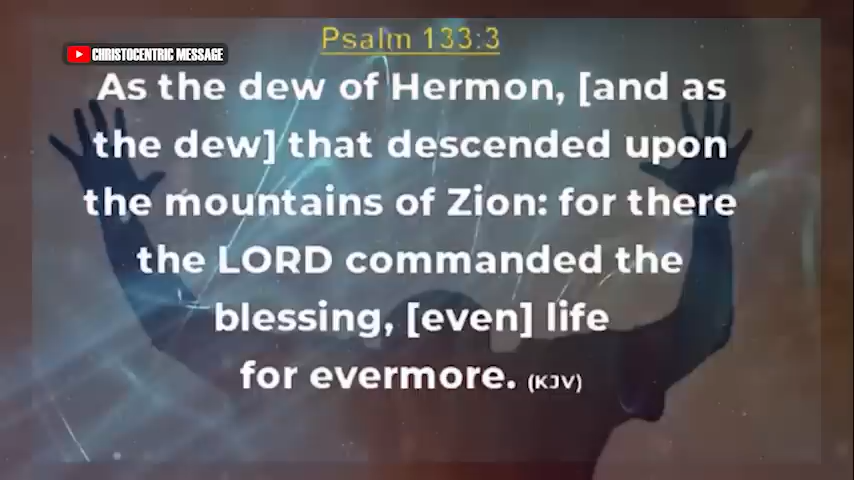 Psalm 133:3
CHRISTOCENTRIC MESSAGE
As the dew of Hermon, [and as
the dew] that descended upon
the mountains of Zion: for there
the LORD commanded the
blessing, [even] life
for evermore. (KJV)